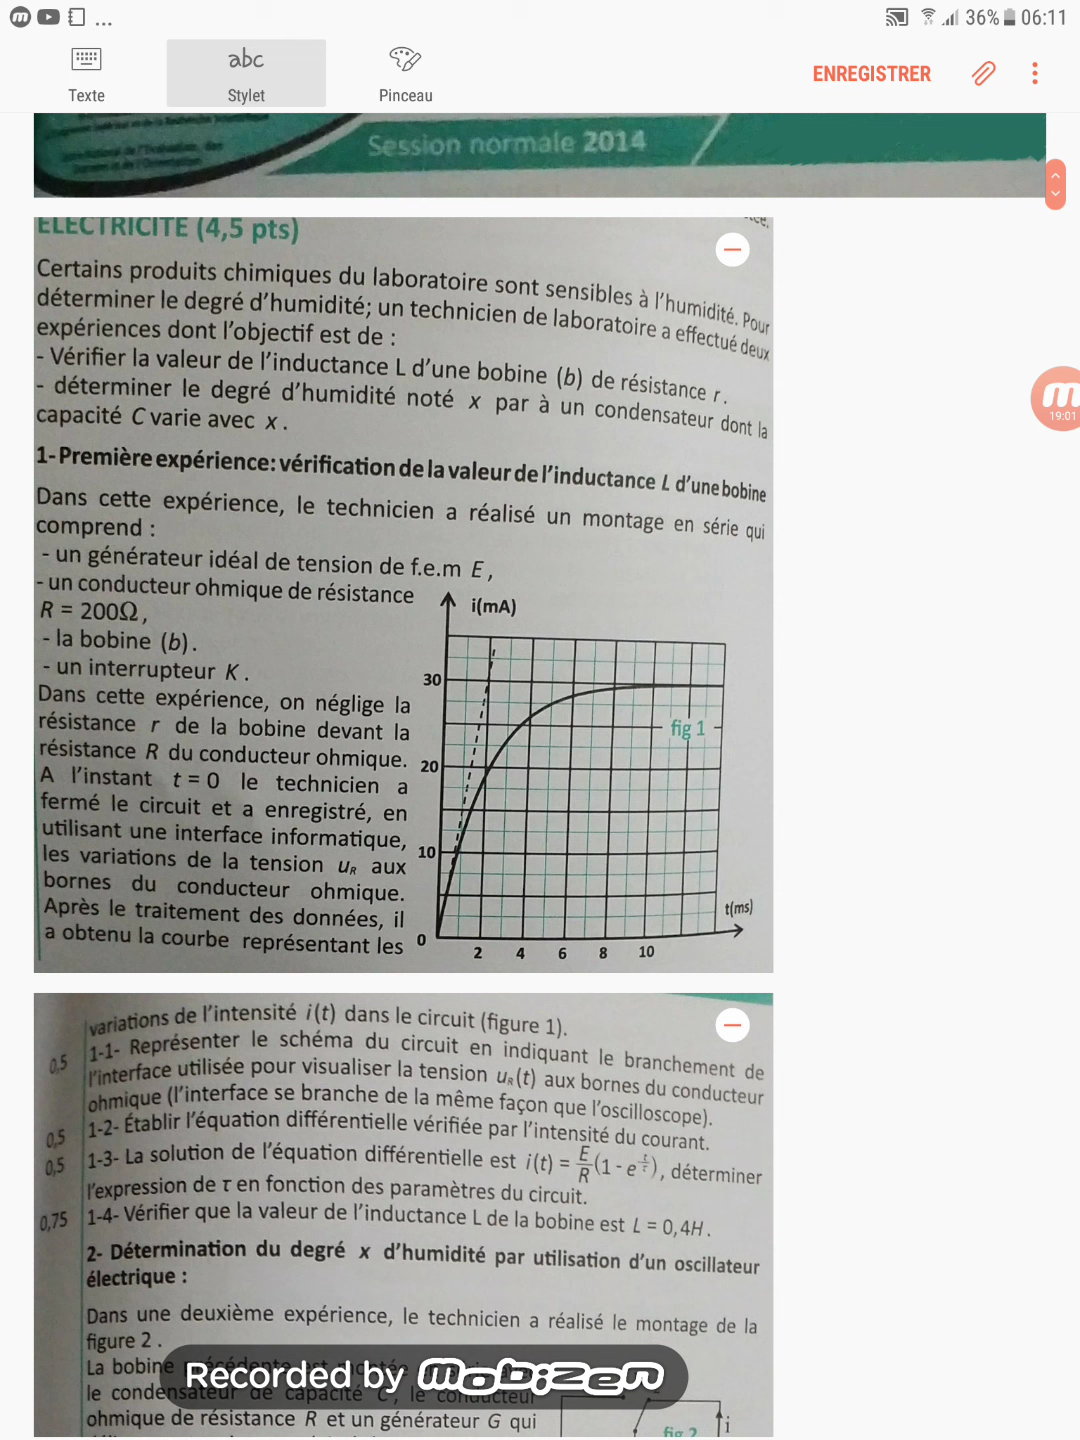 ... 36% 06:11
Texte
abc
Stylet
Pinceau
ENREGISTRER
Session normale 2014
ELECTRICITE (4,5 pts)
Certains produits chimiques du laboratoire sont sensibles à l'humidité. Pour
déterminer le degré d'humidité; un technicien de laboratoire a effectué deux
expériences dont l'objectif est de :
- Vérifier la valeur de l'inductance L d'une bobine (b) de résistance r.
- déterminer le degré d'humidité noté x par à un condensateur dont la
capacité C varie avec x.
19:01
1- Première expérience: vérification de la valeur de l'inductance L d'une bobine
Dans cette expérience, le technicien a réalisé un montage en série qui
comprend :
- un générateur idéal de tension de f.e.m E,
- un conducteur ohmique de résistance
R = 200Ω,
- la bobine (b).
- un interrupteur K.
Dans cette expérience, on néglige la
résistance r de la bobine devant la
résistance R du conducteur ohmique.
A l'instant t = 0 le technicien a
fermé le circuit et a enregistré, en
utilisant une interface informatique,
les variations de la tension uR aux
bornes du conducteur ohmique.
Après le traitement des données, il
a obtenu la courbe représentant les
i(mA)
30
fig 1
20
10
t(ms)
0
2 4 6 8 10
variations de l'intensité i(t) dans le circuit (figure 1).
0,5 1-1- Représenter le schéma du circuit en indiquant le branchement de
l'interface utilisée pour visualiser la tension uR(t) aux bornes du conducteur
ohmique (l'interface se branche de la même façon que l'oscilloscope).
0,5 1-2- Établir l'équation différentielle vérifiée par l'intensité du courant.
0,5 1-3- La solution de l'équation différentielle est i(t) = E/R (1 - e^(t/τ)), déterminer
l'expression de τ en fonction des paramètres du circuit.
0,75 1-4- Vérifier que la valeur de l'inductance L de la bobine est L = 0,4H.
2- Détermination du degré x d'humidité par utilisation d'un oscillateur
électrique :
Dans une deuxième expérience, le technicien a réalisé le montage de la
figure 2.
La bobine précédente est montée
Recorded by mobizen
le condensateur de capacité C, le conducteur
ohmique de résistance R et un générateur G qui
fig 2
i